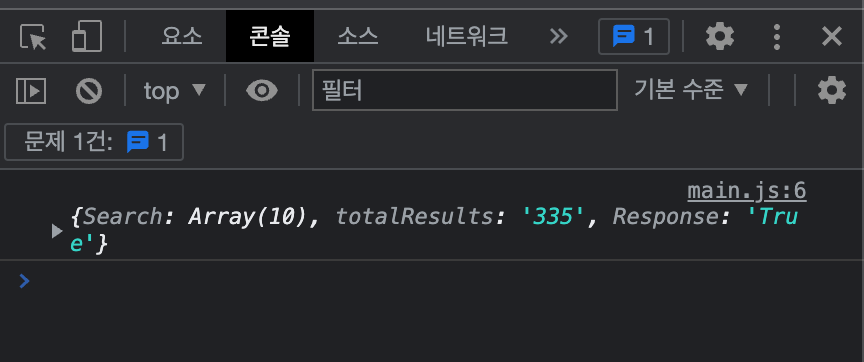 요소 콘솔 소스 네트워크 » 1
top ▼ 필터 기본 수준 ▼
문제 1건: 1
main.js:6
▶ {Search: Array(10), totalResults: '335', Response: 'Tru
e'}
>